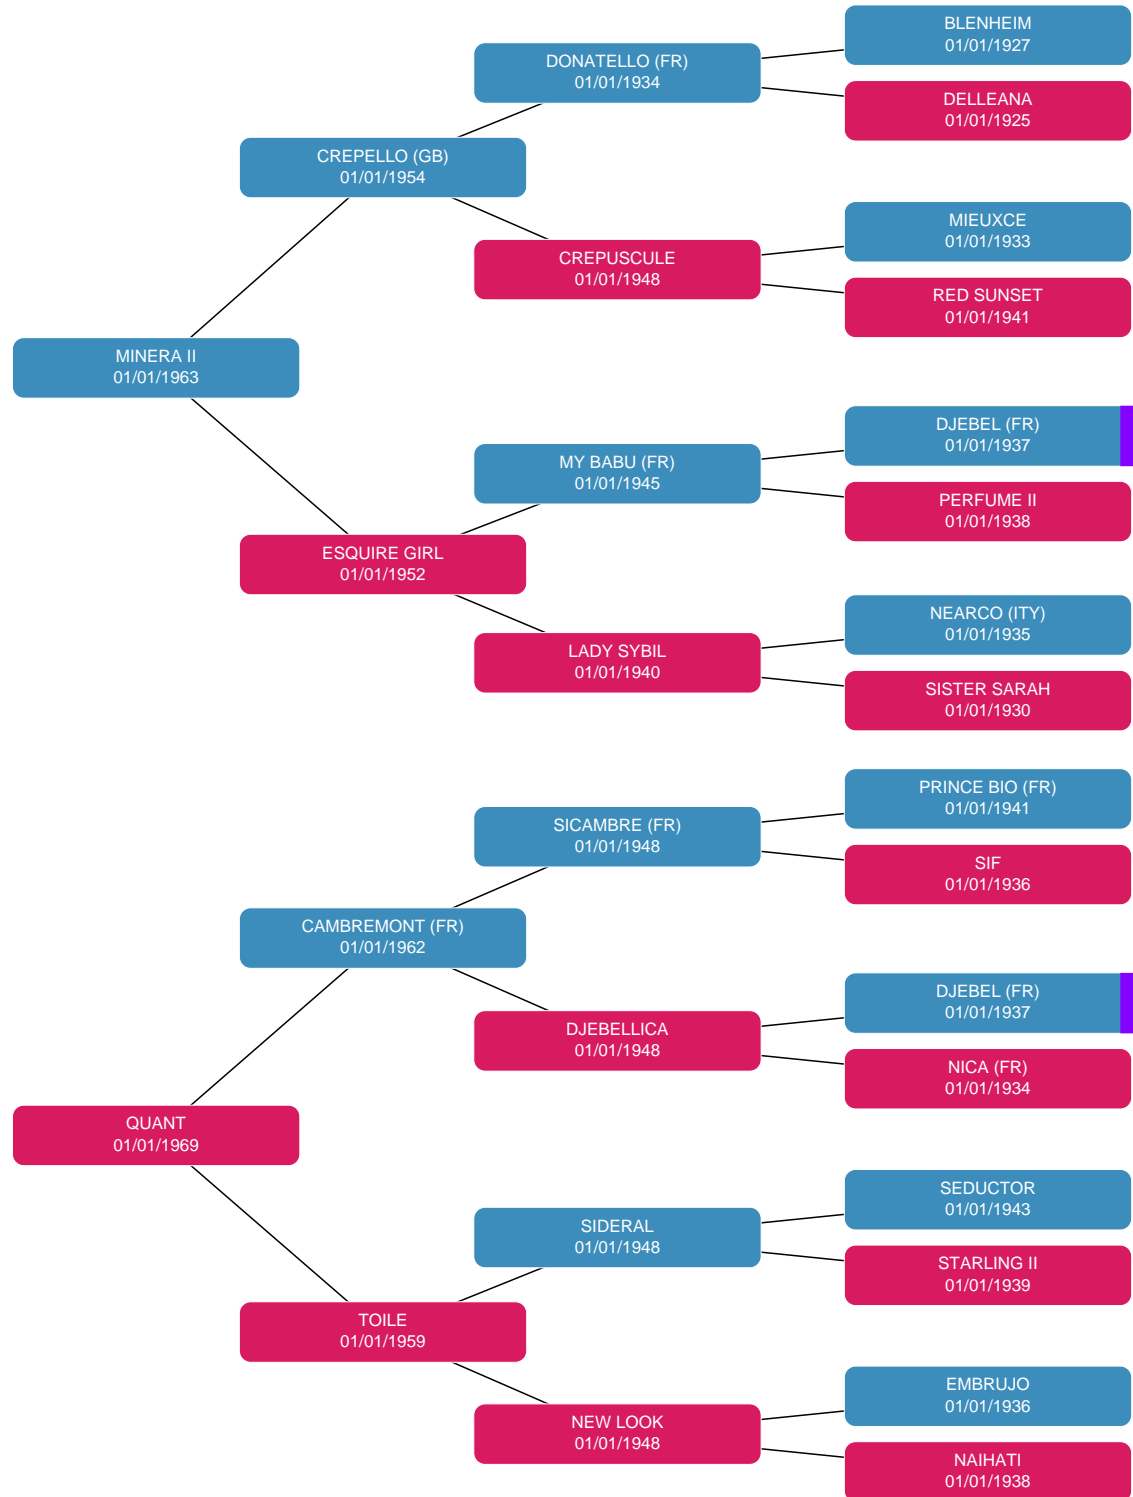 BLENHEIM
01/01/1927
DONATELLO (FR)
01/01/1934
DELLEANA
01/01/1925
CREPELLO (GB)
01/01/1954
MIEUXCE
01/01/1933
CREPUSCULE
01/01/1948
RED SUNSET
01/01/1941
MINERA II
01/01/1963
DJEBEL (FR)
01/01/1937
MY BABU (FR)
01/01/1945
PERFUME II
01/01/1938
ESQUIRE GIRL
01/01/1952
NEARCO (ITY)
01/01/1935
LADY SYBIL
01/01/1940
SISTER SARAH
01/01/1930
PRINCE BIO (FR)
01/01/1941
SICAMBRE (FR)
01/01/1948
SIF
01/01/1936
CAMBREMONT (FR)
01/01/1962
DJEBEL (FR)
01/01/1937
DJEBELLICA
01/01/1948
NICA (FR)
01/01/1934
QUANT
01/01/1969
SEDUCTOR
01/01/1943
SIDERAL
01/01/1948
STARLING II
01/01/1939
TOILE
01/01/1959
EMBRUJO
01/01/1936
NEW LOOK
01/01/1948
NAIHATI
01/01/1938